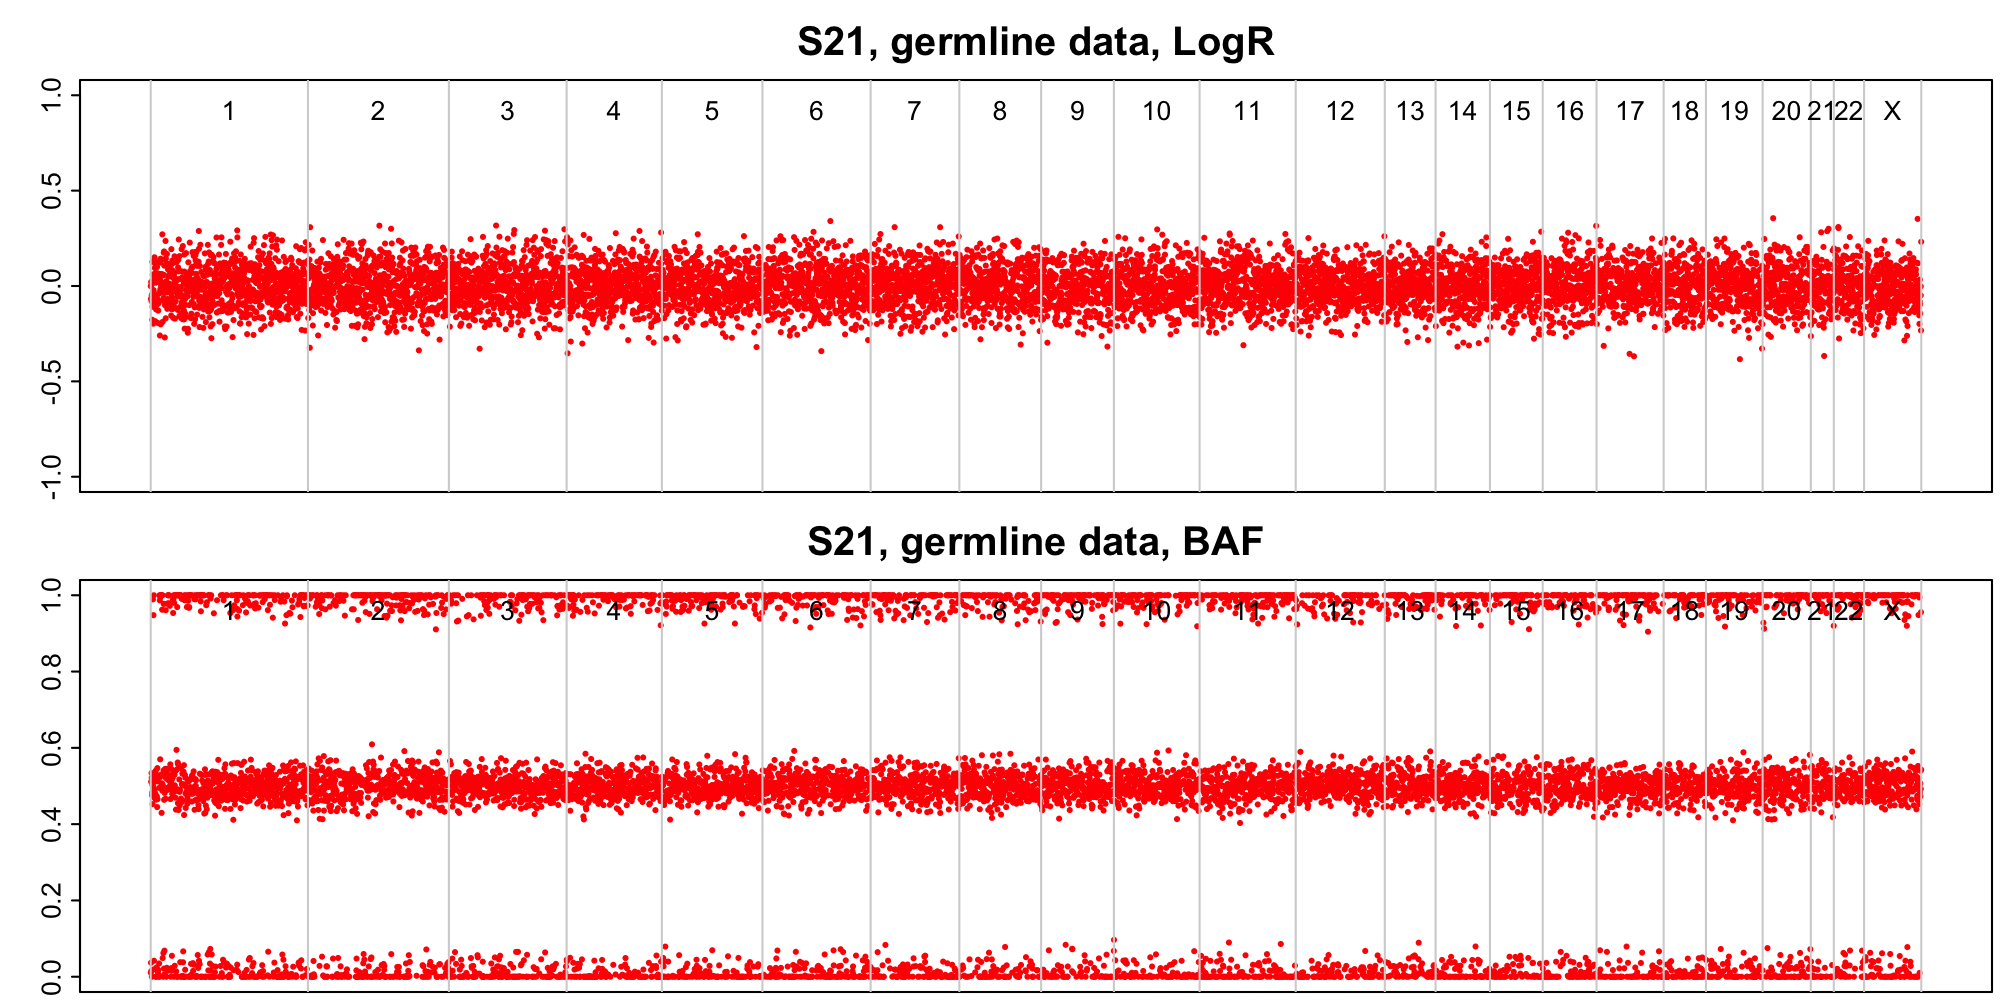 S21, germline data, LogR
1 2 3 4 5 6 7 8 9 10 11 12 13 14 15 16 17 18 19 20 21 22 X
1.0
0.5
0.0
-0.5
-1.0
S21, germline data, BAF
1 2 3 4 5 6 7 8 9 10 11 12 13 14 15 16 17 18 19 20 21 22 X
1.0
0.8
0.6
0.4
0.2
0.0